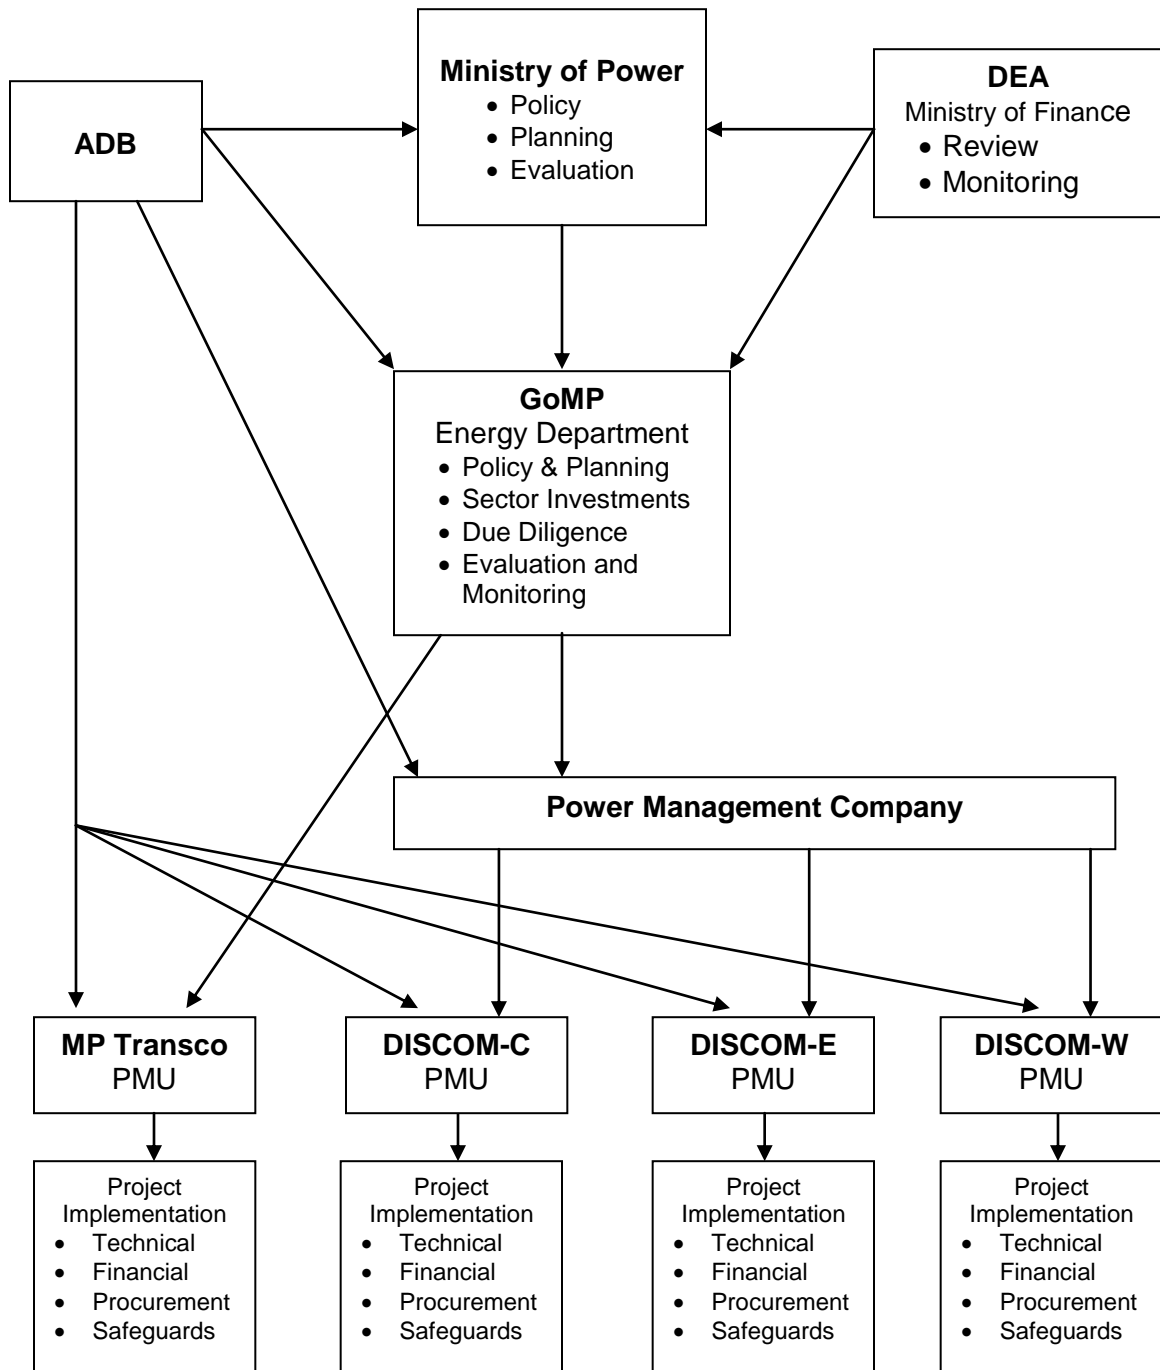 Ministry of Power
• Policy
• Planning
• Evaluation
DEA
Ministry of Finance
• Review
• Monitoring
ADB
GoMP
Energy Department
• Policy & Planning
• Sector Investments
• Due Diligence
• Evaluation and
Monitoring
Power Management Company
MP Transco
PMU
DISCOM-C
PMU
DISCOM-E
PMU
DISCOM-W
PMU
Project
Implementation
• Technical
• Financial
• Procurement
• Safeguards
Project
Implementation
• Technical
• Financial
• Procurement
• Safeguards
Project
Implementation
• Technical
• Financial
• Procurement
• Safeguards
Project
Implementation
• Technical
• Financial
• Procurement
• Safeguards